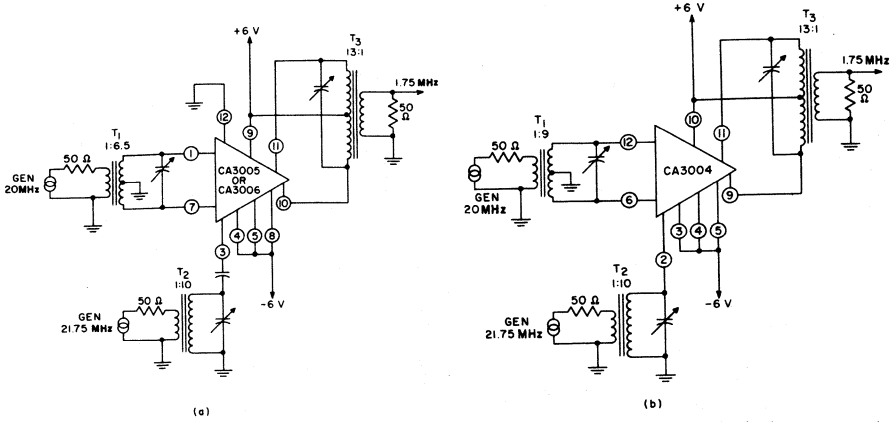 +6 V
T3
13:1
1.75 MHz
50
Ω
12
9
11
T1
1:6.5
50 Ω
GEN
20MHz
1
7
CA3005
OR
CA3006
10
3
4
5
8
-6 V
T2
1:10
50 Ω
GEN
21.75 MHz
(a)
+6 V
T3
13:1
1.75 MHz
50
Ω
10
11
T1
1:9
50 Ω
GEN
20MHz
12
6
CA3004
9
2
3
4
5
-6 V
T2
1:10
50 Ω
GEN
21.75 MHz
(b)